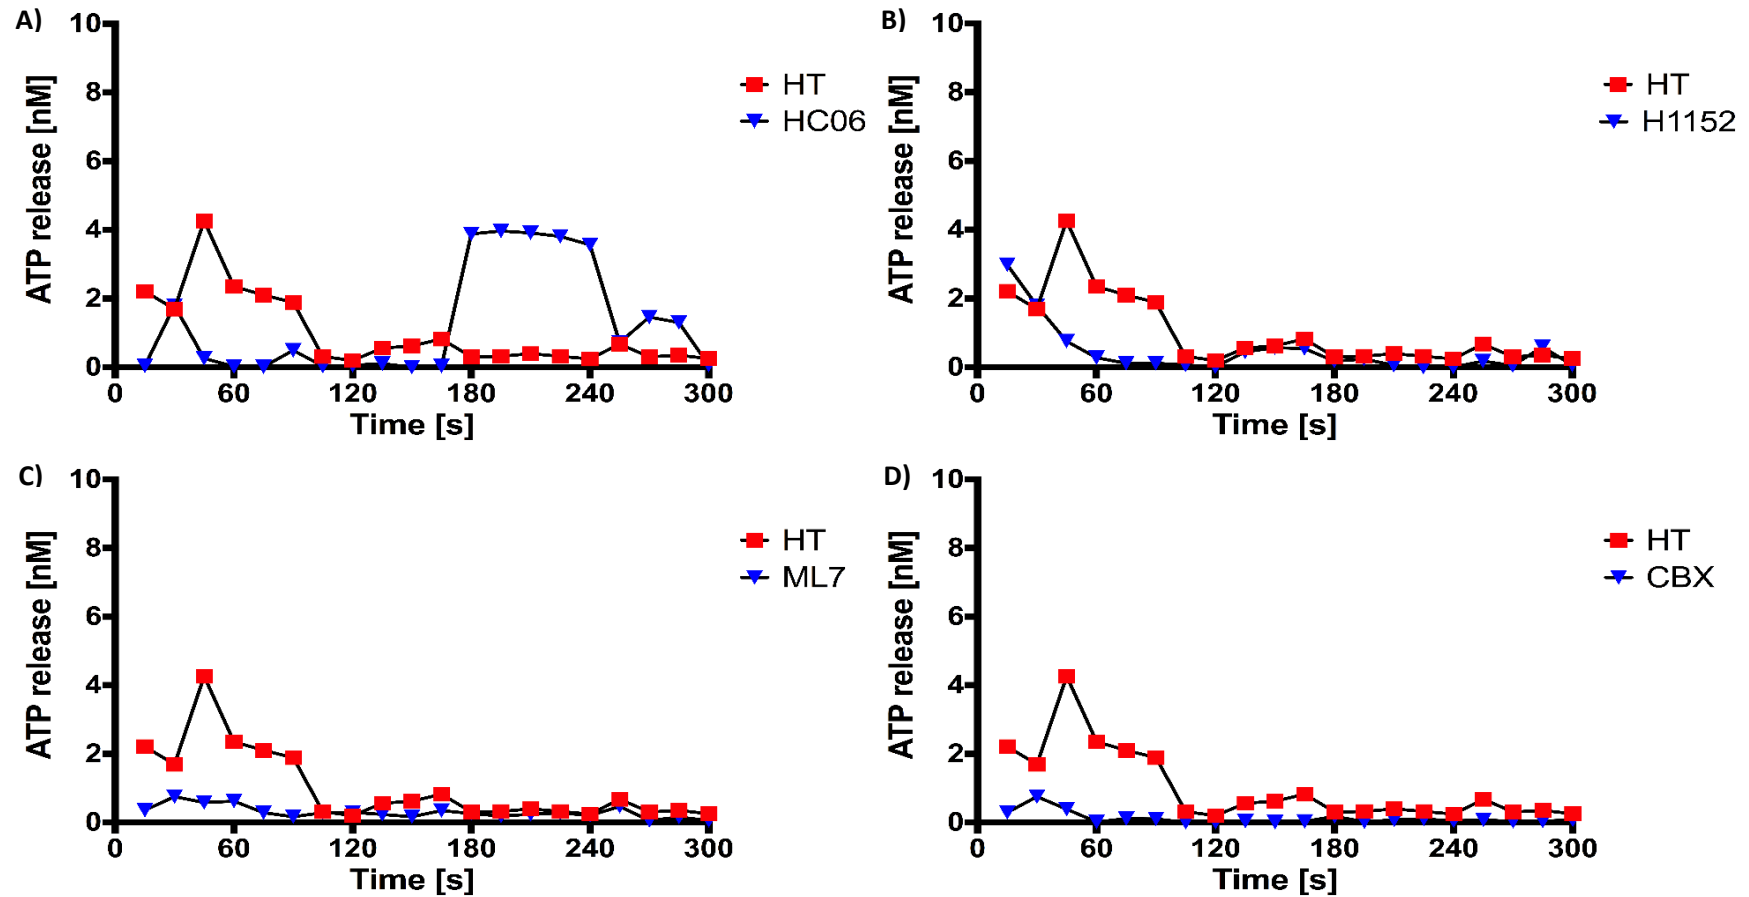 A)
ATP release [nM]
10
8
6
4
2
0
0 60 120 180 240 300
Time [s]
HT
HC06
B)
ATP release [nM]
10
8
6
4
2
0
0 60 120 180 240 300
Time [s]
HT
H1152
C)
ATP release [nM]
10
8
6
4
2
0
0 60 120 180 240 300
Time [s]
HT
ML7
D)
ATP release [nM]
10
8
6
4
2
0
0 60 120 180 240 300
Time [s]
HT
CBX